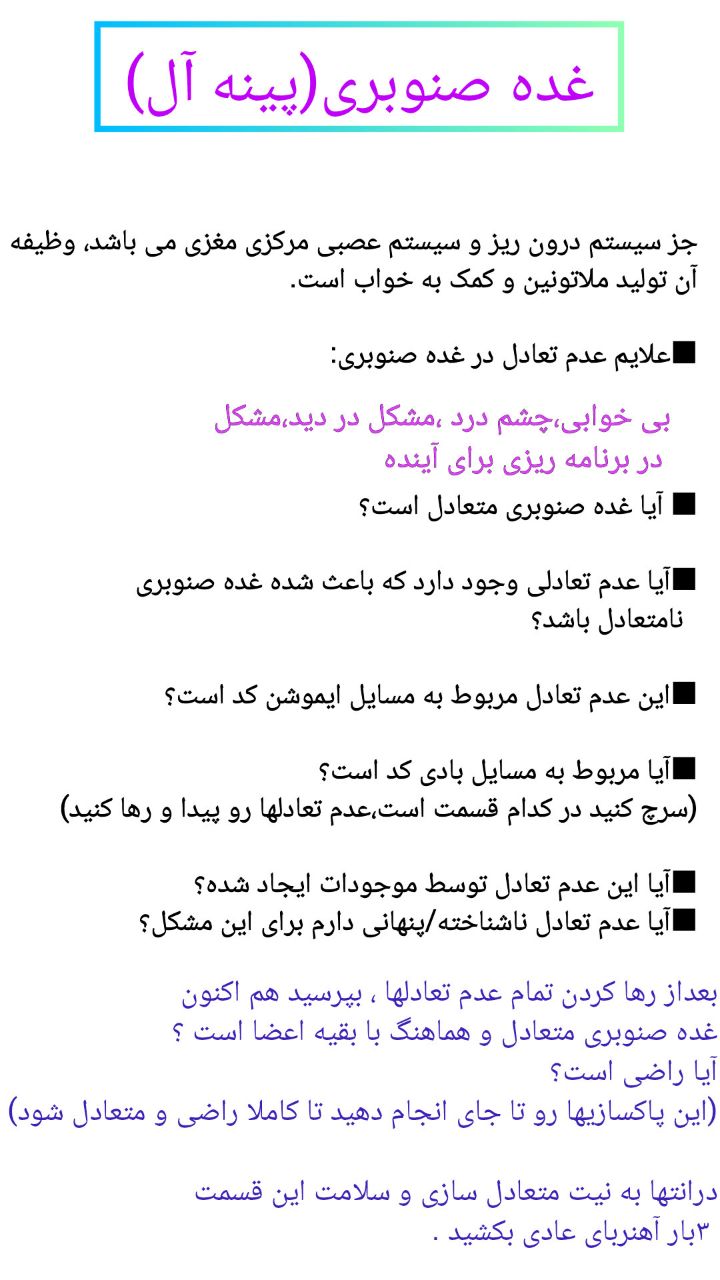 غده صنوبری(پینه آل)
جز سیستم درون ریز و سیستم عصبی مرکزی مغزی می باشد، وظیفه
آن تولید ملاتونین و کمک به خواب است.
■علایم عدم تعادل در غده صنوبری:
بی خوابی،چشم درد ،مشکل در دید،مشکل
در برنامه ریزی برای آینده
■ آیا غده صنوبری متعادل است؟
■آیا عدم تعادلی وجود دارد که باعث شده غده صنوبری
نامتعادل باشد؟
■این عدم تعادل مربوط به مسایل ایموشن کد است؟
■آیا مربوط به مسایل بادی کد است؟
(سرچ کنید در کدام قسمت است،عدم تعادلها رو پیدا و رها کنید)
■آیا این عدم تعادل توسط موجودات ایجاد شده؟
■آیا عدم تعادل ناشناخته/پنهانی دارم برای این مشکل؟
بعداز رها کردن تمام عدم تعادلها ، بپرسید هم اکنون
غده صنوبری متعادل و هماهنگ با بقیه اعضا است ؟
آیا راضی است؟
(این پاکسازیها رو تا جای انجام دهید تا کاملا راضی و متعادل شود)
درانتها به نیت متعادل سازی و سلامت این قسمت
۳بار آهنربای عادی بکشید .